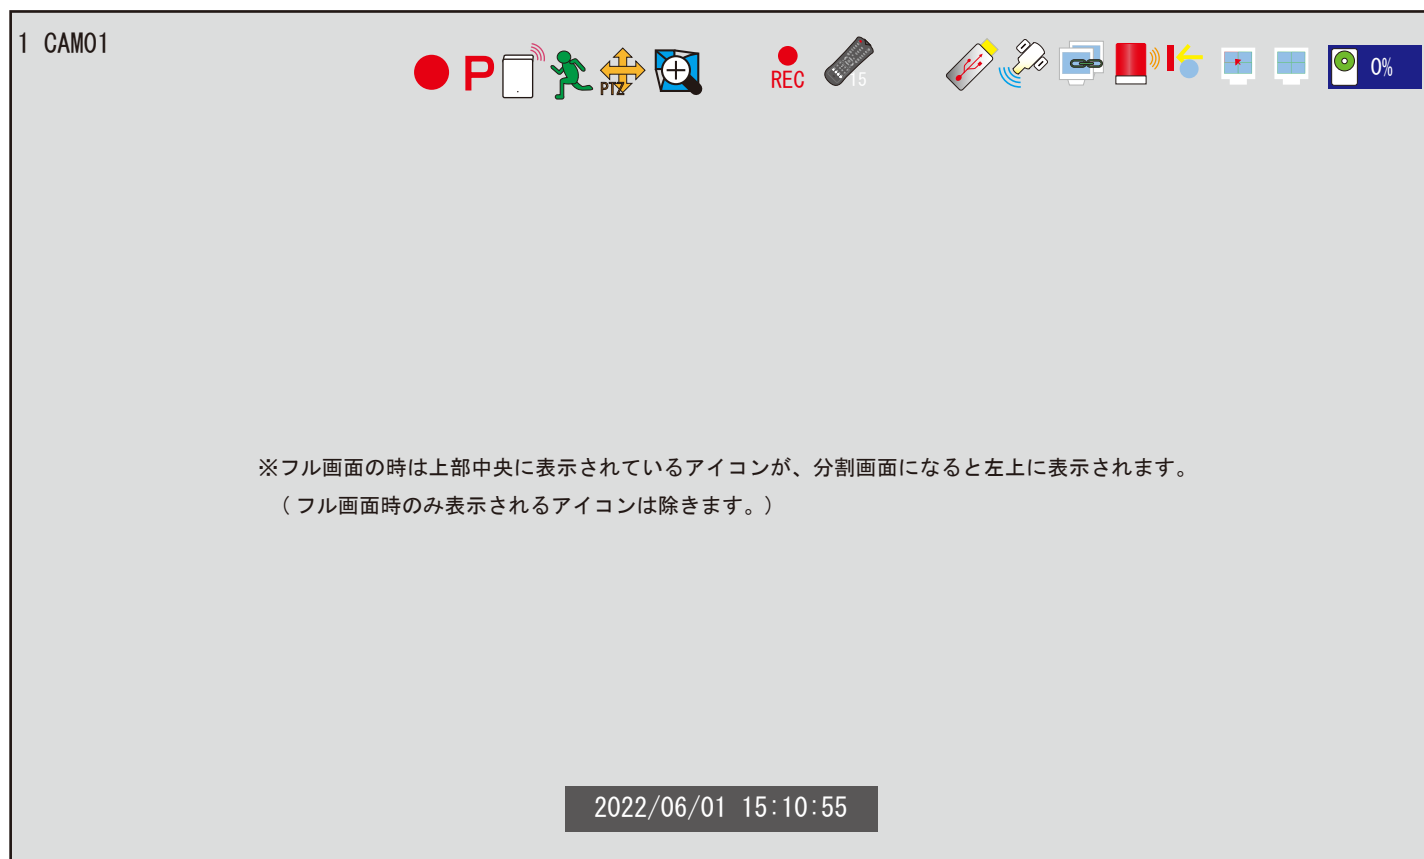 1 CAM01
P
PTZ
REC
15
0%
※フル画面の時は上部中央に表示されているアイコンが、分割画面になると左上に表示されます。
（ フル画面時のみ表示されるアイコンは除きます。）
2022/06/01 15:10:55